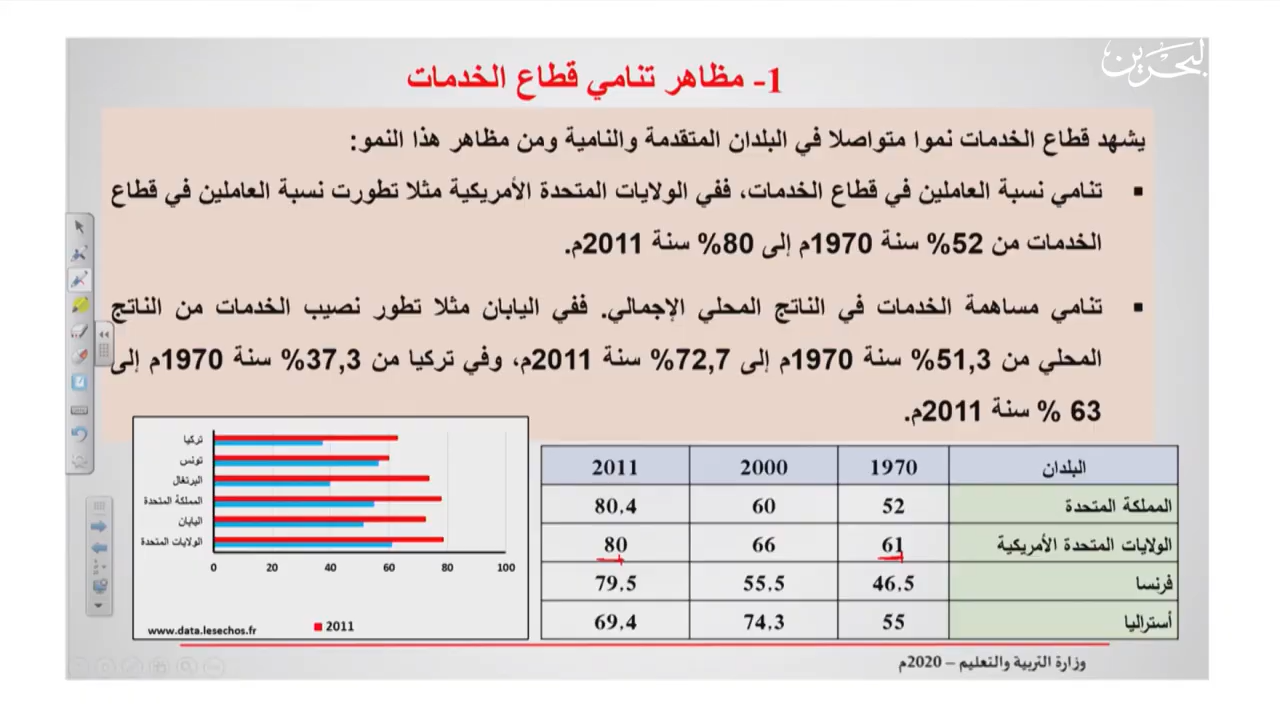 البحرين
1- مظاهر تنامي قطاع الخدمات
يشهد قطاع الخدمات نموا متواصلا في البلدان المتقدمة والنامية ومن مظاهر هذا النمو:
▪ تنامي نسبة العاملين في قطاع الخدمات، ففي الولايات المتحدة الأمريكية مثلا تطورت نسبة العاملين في قطاع
الخدمات من 52% سنة 1970م إلى 80% سنة 2011م.
▪ تنامي مساهمة الخدمات في الناتج المحلي الإجمالي. ففي اليابان مثلا تطور نصيب الخدمات من الناتج
المحلي من 51,3% سنة 1970م إلى 72,7% سنة 2011م، وفي تركيا من 37,3% سنة 1970م إلى
63 % سنة 2011م.
البلدان 1970 2000 2011
المملكة المتحدة 52 60 80.4
الولايات المتحدة الأمريكية 61 66 80
فرنسا 46.5 55.5 79.5
أستراليا 55 74.3 69.4
تركيا
تونس
البرتغال
المملكة المتحدة
اليابان
الولايات المتحدة
0 20 40 60 80 100
2011
www.data.lesechos.fr
وزارة التربية والتعليم – 2020م